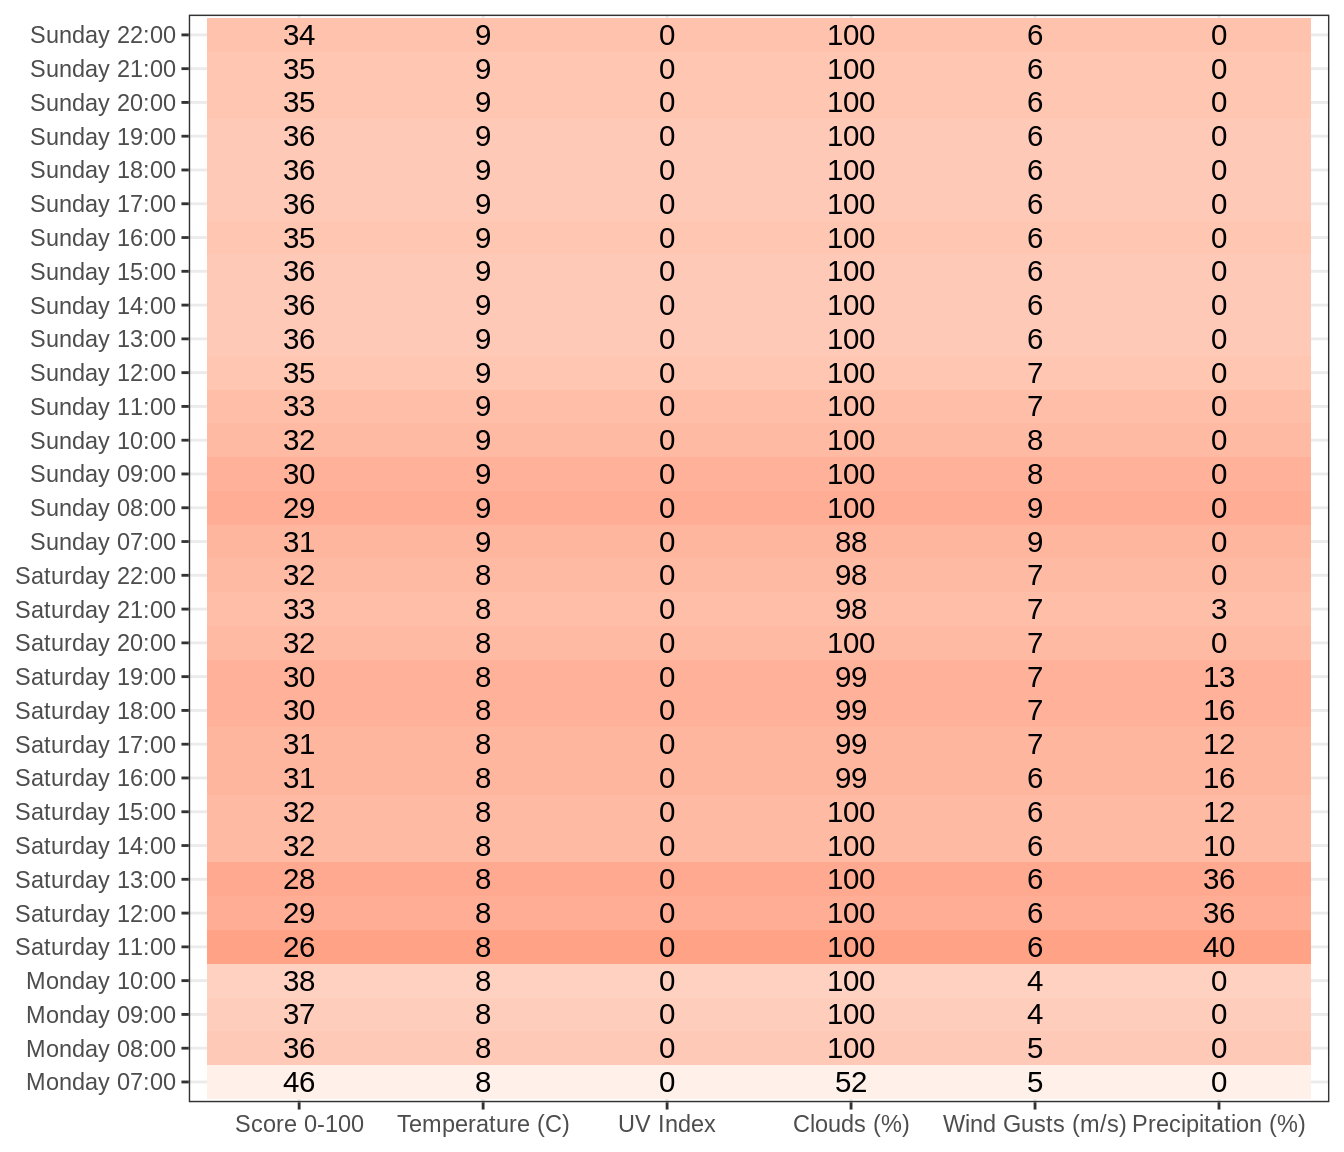 Sunday 22:00 34 9 0 100 6 0
Sunday 21:00 35 9 0 100 6 0
Sunday 20:00 35 9 0 100 6 0
Sunday 19:00 36 9 0 100 6 0
Sunday 18:00 36 9 0 100 6 0
Sunday 17:00 36 9 0 100 6 0
Sunday 16:00 35 9 0 100 6 0
Sunday 15:00 36 9 0 100 6 0
Sunday 14:00 36 9 0 100 6 0
Sunday 13:00 36 9 0 100 6 0
Sunday 12:00 35 9 0 100 7 0
Sunday 11:00 33 9 0 100 7 0
Sunday 10:00 32 9 0 100 8 0
Sunday 09:00 30 9 0 100 8 0
Sunday 08:00 29 9 0 100 9 0
Sunday 07:00 31 9 0 88 9 0
Saturday 22:00 32 8 0 98 7 0
Saturday 21:00 33 8 0 98 7 3
Saturday 20:00 32 8 0 100 7 0
Saturday 19:00 30 8 0 99 7 13
Saturday 18:00 30 8 0 99 7 16
Saturday 17:00 31 8 0 99 7 12
Saturday 16:00 31 8 0 99 6 16
Saturday 15:00 32 8 0 100 6 12
Saturday 14:00 32 8 0 100 6 10
Saturday 13:00 28 8 0 100 6 36
Saturday 12:00 29 8 0 100 6 36
Saturday 11:00 26 8 0 100 6 40
Monday 10:00 38 8 0 100 4 0
Monday 09:00 37 8 0 100 4 0
Monday 08:00 36 8 0 100 5 0
Monday 07:00 46 8 0 52 5 0
Score 0-100 Temperature (C) UV Index Clouds (%) Wind Gusts (m/s) Precipitation (%)